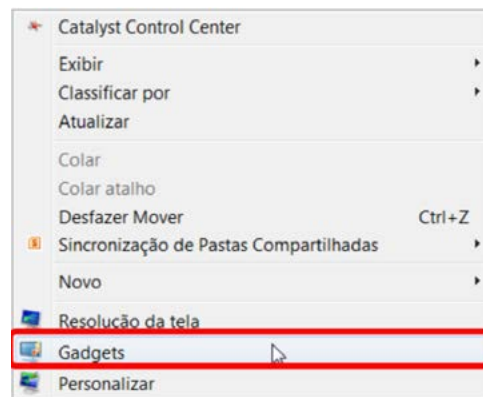 Catalyst Control Center
Exibir
Classificar por
Atualizar
Colar
Colar atalho
Desfazer Mover Ctrl+Z
Sincronização de Pastas Compartilhadas
Novo
Resolução da tela
Gadgets
Personalizar